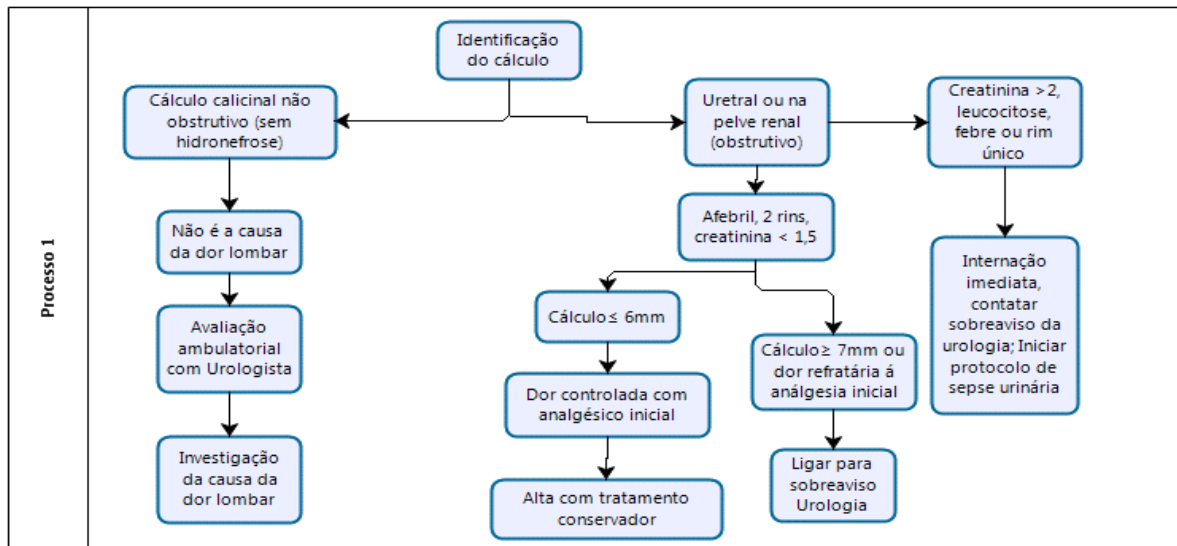 Processo 1
Identificação
do cálculo
Cálculo calicinal não
obstrutivo (sem
hidronefrose)
Não é a causa
da dor lombar
Avaliação
ambulatorial
com Urologista
Investigação
da causa da
dor lombar
Uretral ou na
pelve renal
(obstrutivo)
Afebril, 2 rins,
creatinina < 1,5
Cálculo≤ 6mm
Dor controlada com
analgésico inicial
Alta com tratamento
conservador
Cálculo≥ 7mm ou
dor refratária á
análgesia inicial
Ligar para
sobreaviso
Urologia
Creatinina >2,
leucocitose,
febre ou rim
único
Internação
imediata,
contatar
sobreaviso da
urologia; Iniciar
protocolo de
sepse urinária